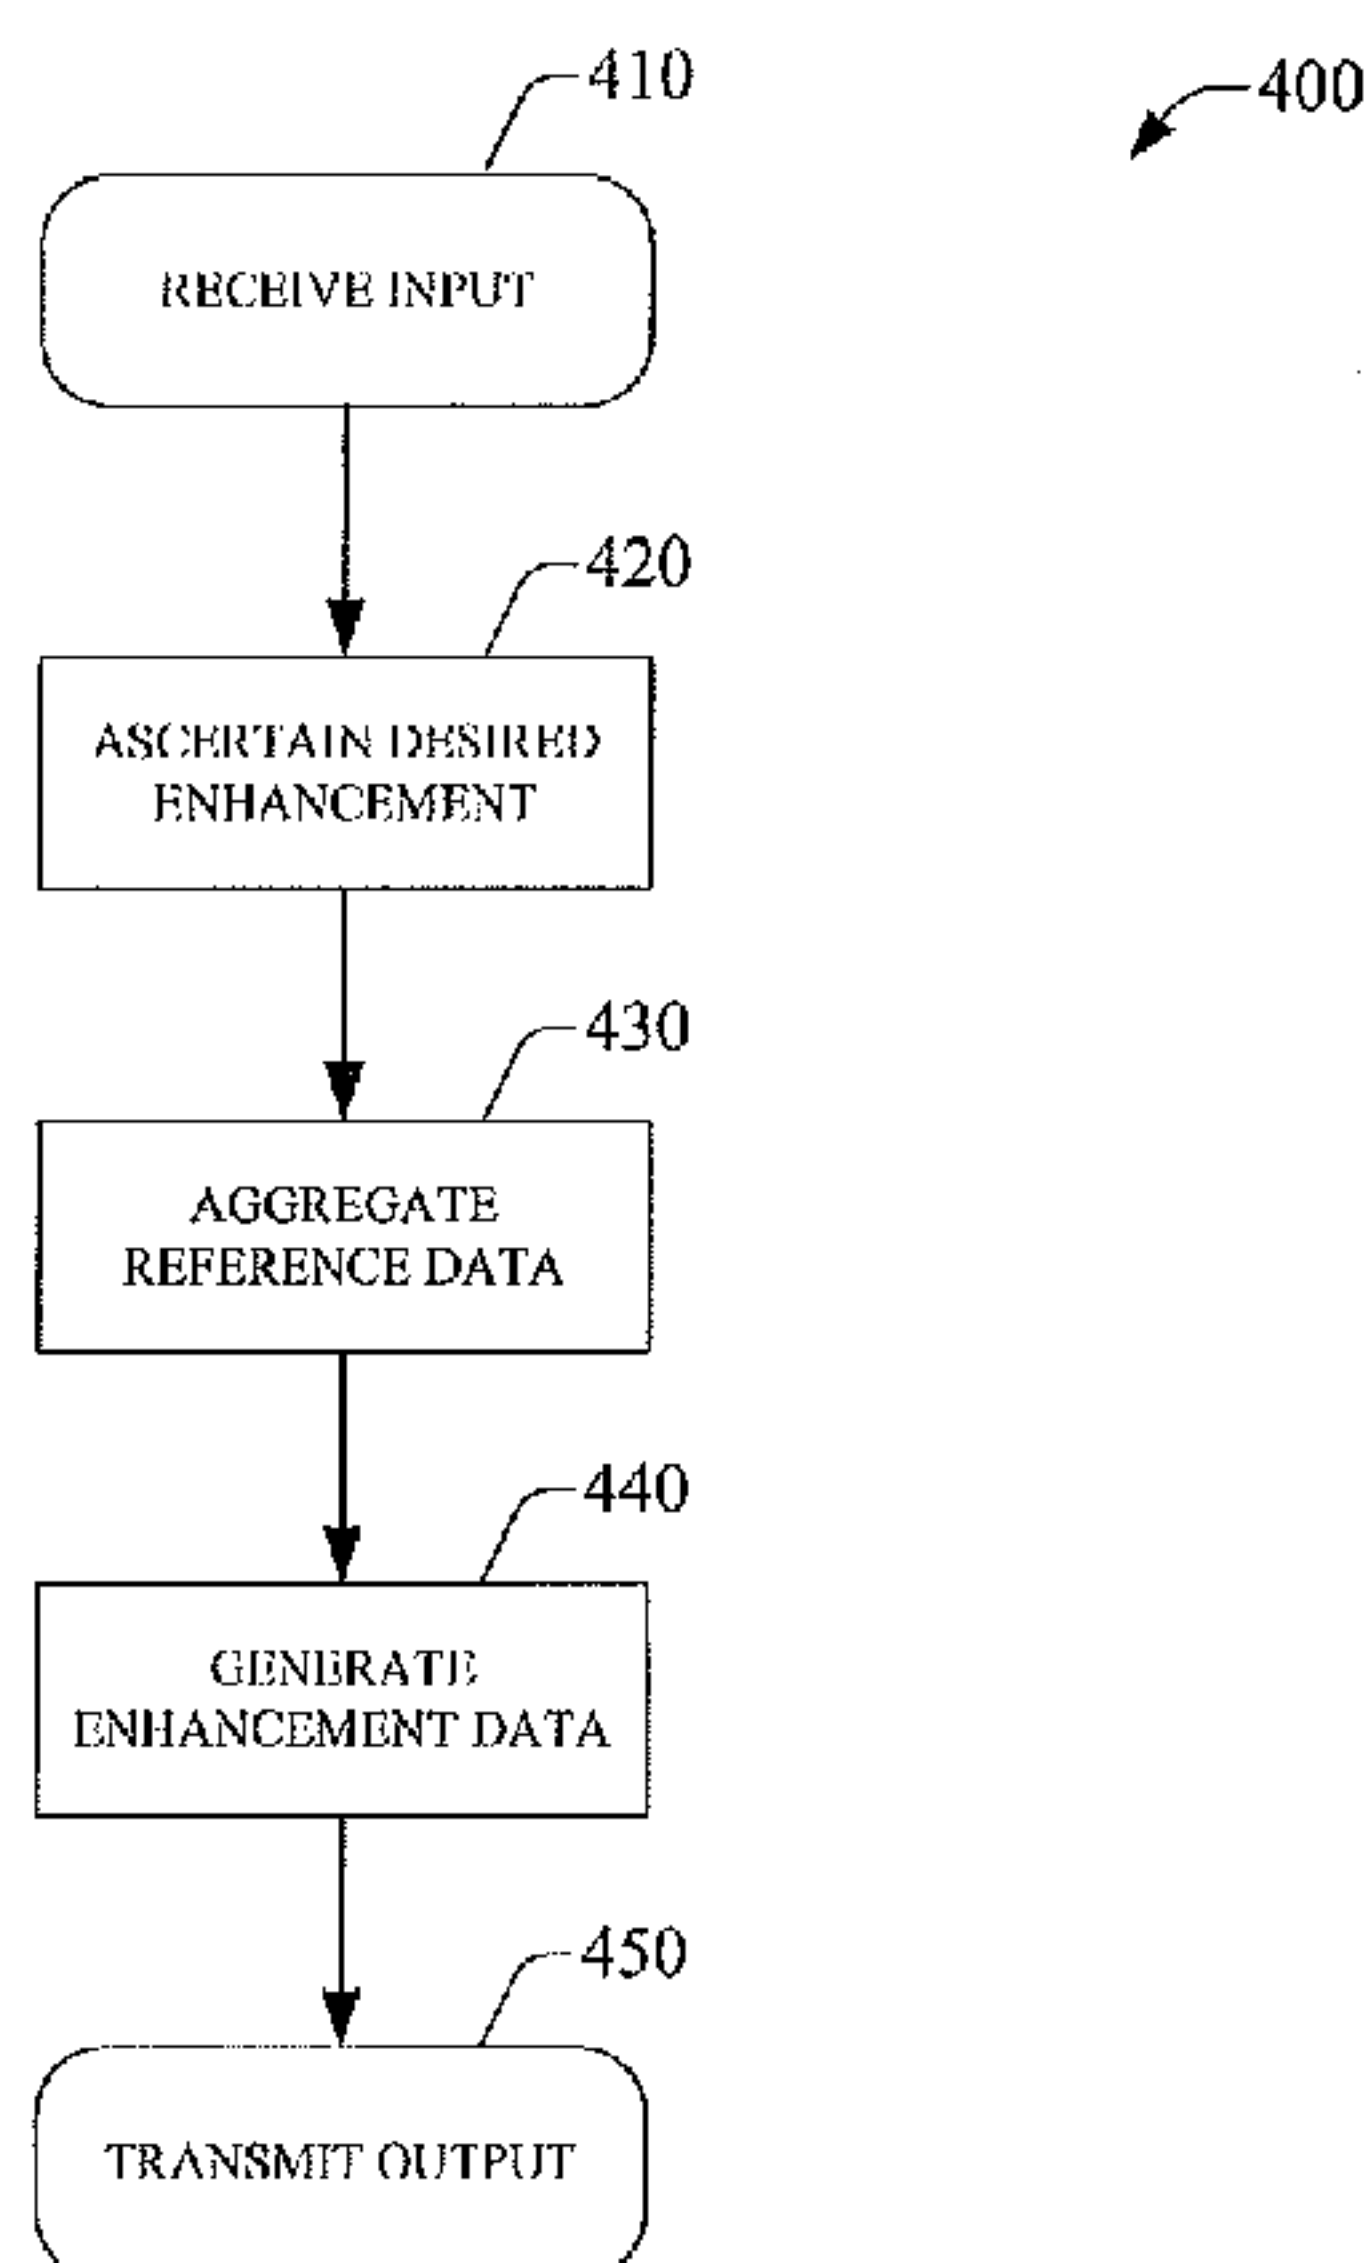 410
400
RECEIVE INPUT
420
ASCERTAIN DESIRED
ENHANCEMENT
430
AGGREGATE
REFERENCE DATA
440
GENERATE
ENHANCEMENT DATA
450
TRANSMIT OUTPUT